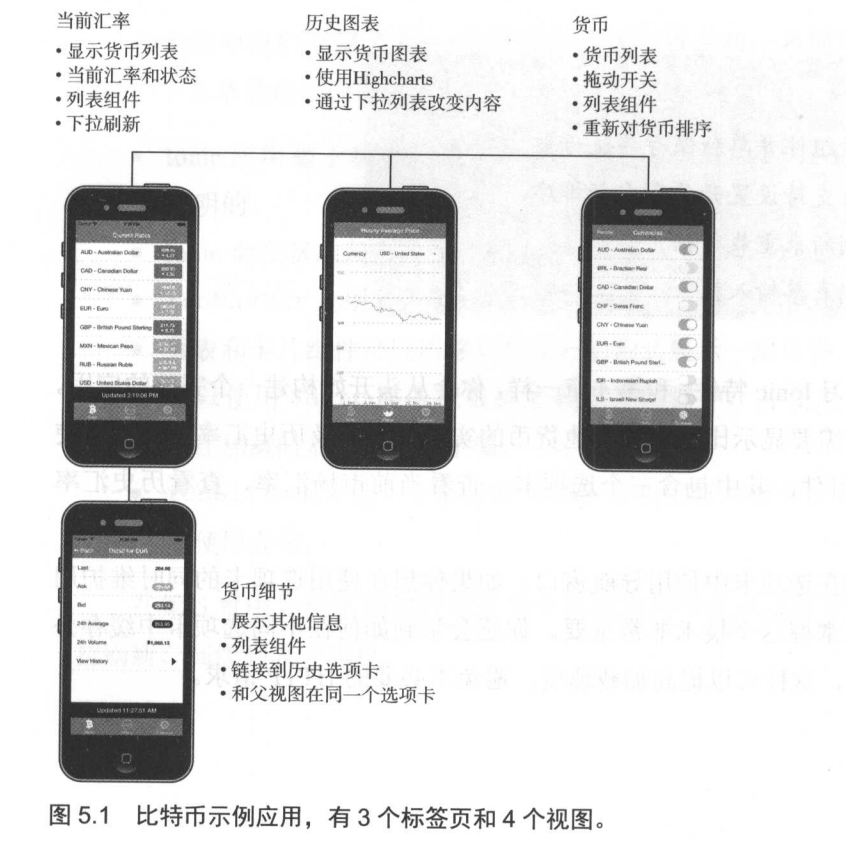 当前汇率
• 显示货币列表
• 当前汇率和状态
• 列表组件
• 下拉刷新
历史图表
• 显示货币图表
• 使用Highcharts
• 通过下拉列表改变内容
货币
• 货币列表
• 拖动开关
• 列表组件
• 重新对货币排序
Current Rates
AUD - Australian Dollar
CAD - Canadian Dollar
CNY - Chinese Yuan
EUR - Euro
GBP - British Pound Sterling
MXN - Mexican Peso
RUB - Russian Ruble
USD - United States Dollar
Updated 2:19:06 PM
Hourly Average Price
Currency USD - United States
Currencies
AUD - Australian Dollar
BRL - Brazilian Real
CAD - Canadian Dollar
CHF - Swiss Franc
CNY - Chinese Yuan
EUR - Euro
GBP - British Pound Sterl...
IDR - Indonesian Rupiah
ILS - Israeli New Sheqel
Last 204.98
Ask
Bid
24h Average
24h Volume
View History
Updated 11:27:51 AM
货币细节
• 展示其他信息
• 列表组件
• 链接到历史选项卡
• 和父视图在同一个选项卡
图 5.1 比特币示例应用，有 3 个标签页和 4 个视图。